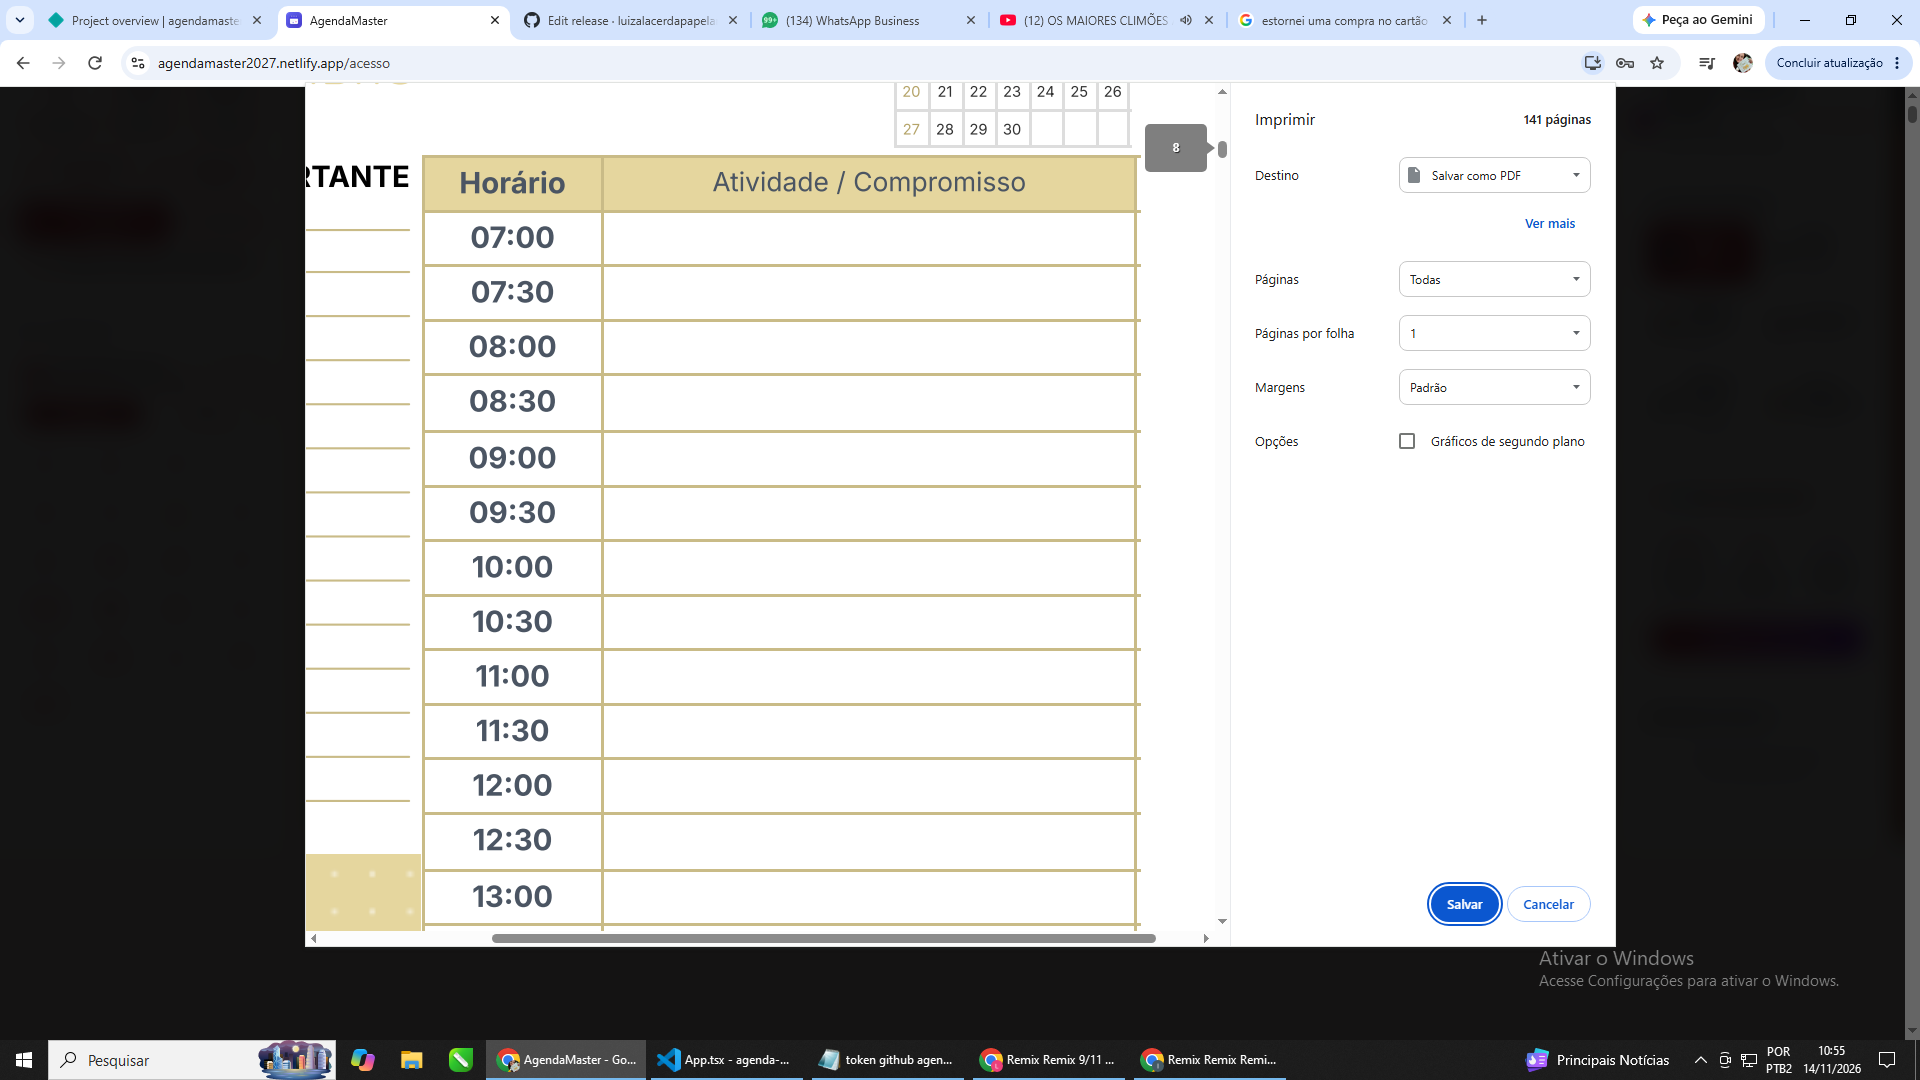 Project overview | agendamaste
AgendaMaster
Edit release · luizalacerdapapela
99+
(134) WhatsApp Business
(12) OS MAIORES CLIMÕES
estornei uma compra no cartão
Peça ao Gemini
agendamaster2027.netlify.app/acesso
Concluir atualização
20 21 22 23 24 25 26
27 28 29 30
8
RTANTE
Horário
Atividade / Compromisso
07:00
07:30
08:00
08:30
09:00
09:30
10:00
10:30
11:00
11:30
12:00
12:30
13:00
Imprimir
141 páginas
Destino
Salvar como PDF
Ver mais
Páginas
Todas
Páginas por folha
1
Margens
Padrão
Opções
Gráficos de segundo plano
Salvar
Cancelar
Ativar o Windows
Acesse Configurações para ativar o Windows.
Pesquisar
AgendaMaster - Go...
App.tsx - agenda-...
token github agen...
Remix Remix 9/11 ...
Remix Remix Remi...
Principais Notícias
POR
PTB2
10:55
14/11/2026